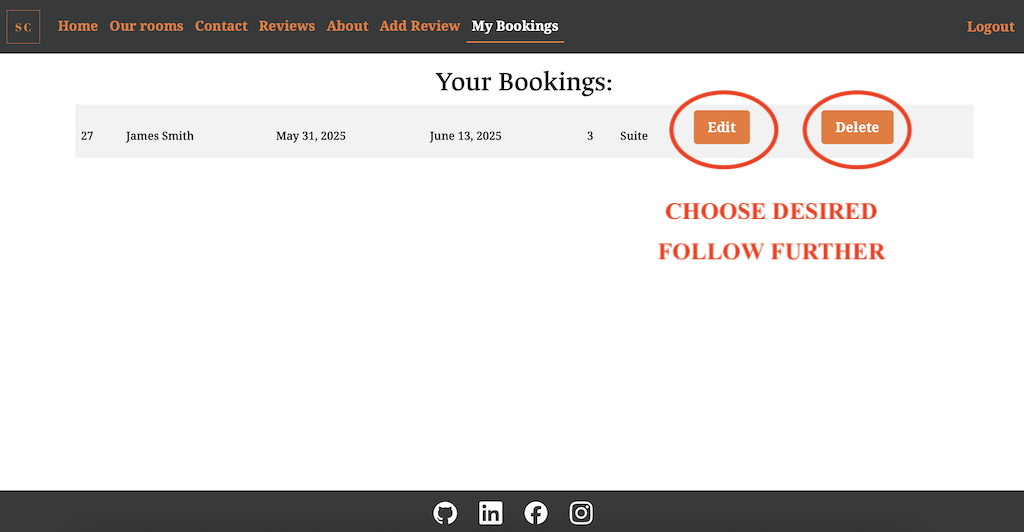 SC Home Our rooms Contact Reviews About Add Review My Bookings Logout
Your Bookings:
27 James Smith May 31, 2025 June 13, 2025 3 Suite Edit Delete
CHOOSE DESIRED
FOLLOW FURTHER